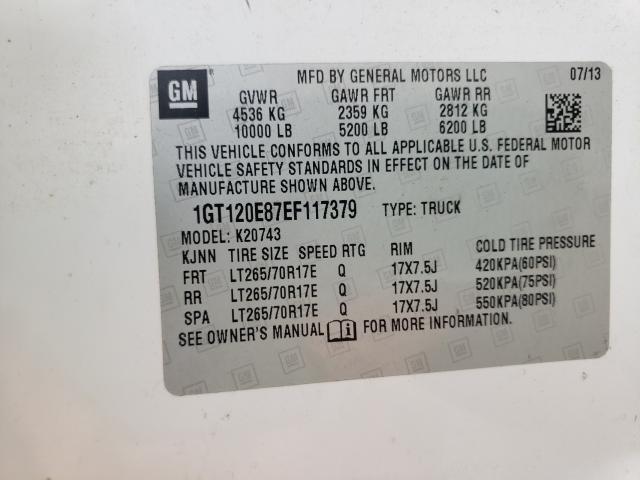 GM
MFD BY GENERAL MOTORS LLC 07/13
GVWR GAWR FRT GAWR RR
4536 KG 2359 KG 2812 KG
10000 LB 5200 LB 6200 LB
THIS VEHICLE CONFORMS TO ALL APPLICABLE U.S. FEDERAL MOTOR
VEHICLE SAFETY STANDARDS IN EFFECT ON THE DATE OF
MANUFACTURE SHOWN ABOVE.
1GT120E87EF117379 TYPE: TRUCK
MODEL: K20743
KJNN TIRE SIZE SPEED RTG RIM COLD TIRE PRESSURE
FRT LT265/70R17E Q 17X7.5J 420KPA(60PSI)
RR LT265/70R17E Q 17X7.5J 520KPA(75PSI)
SPA LT265/70R17E Q 17X7.5J 550KPA(80PSI)
SEE OWNER'S MANUAL FOR MORE INFORMATION.